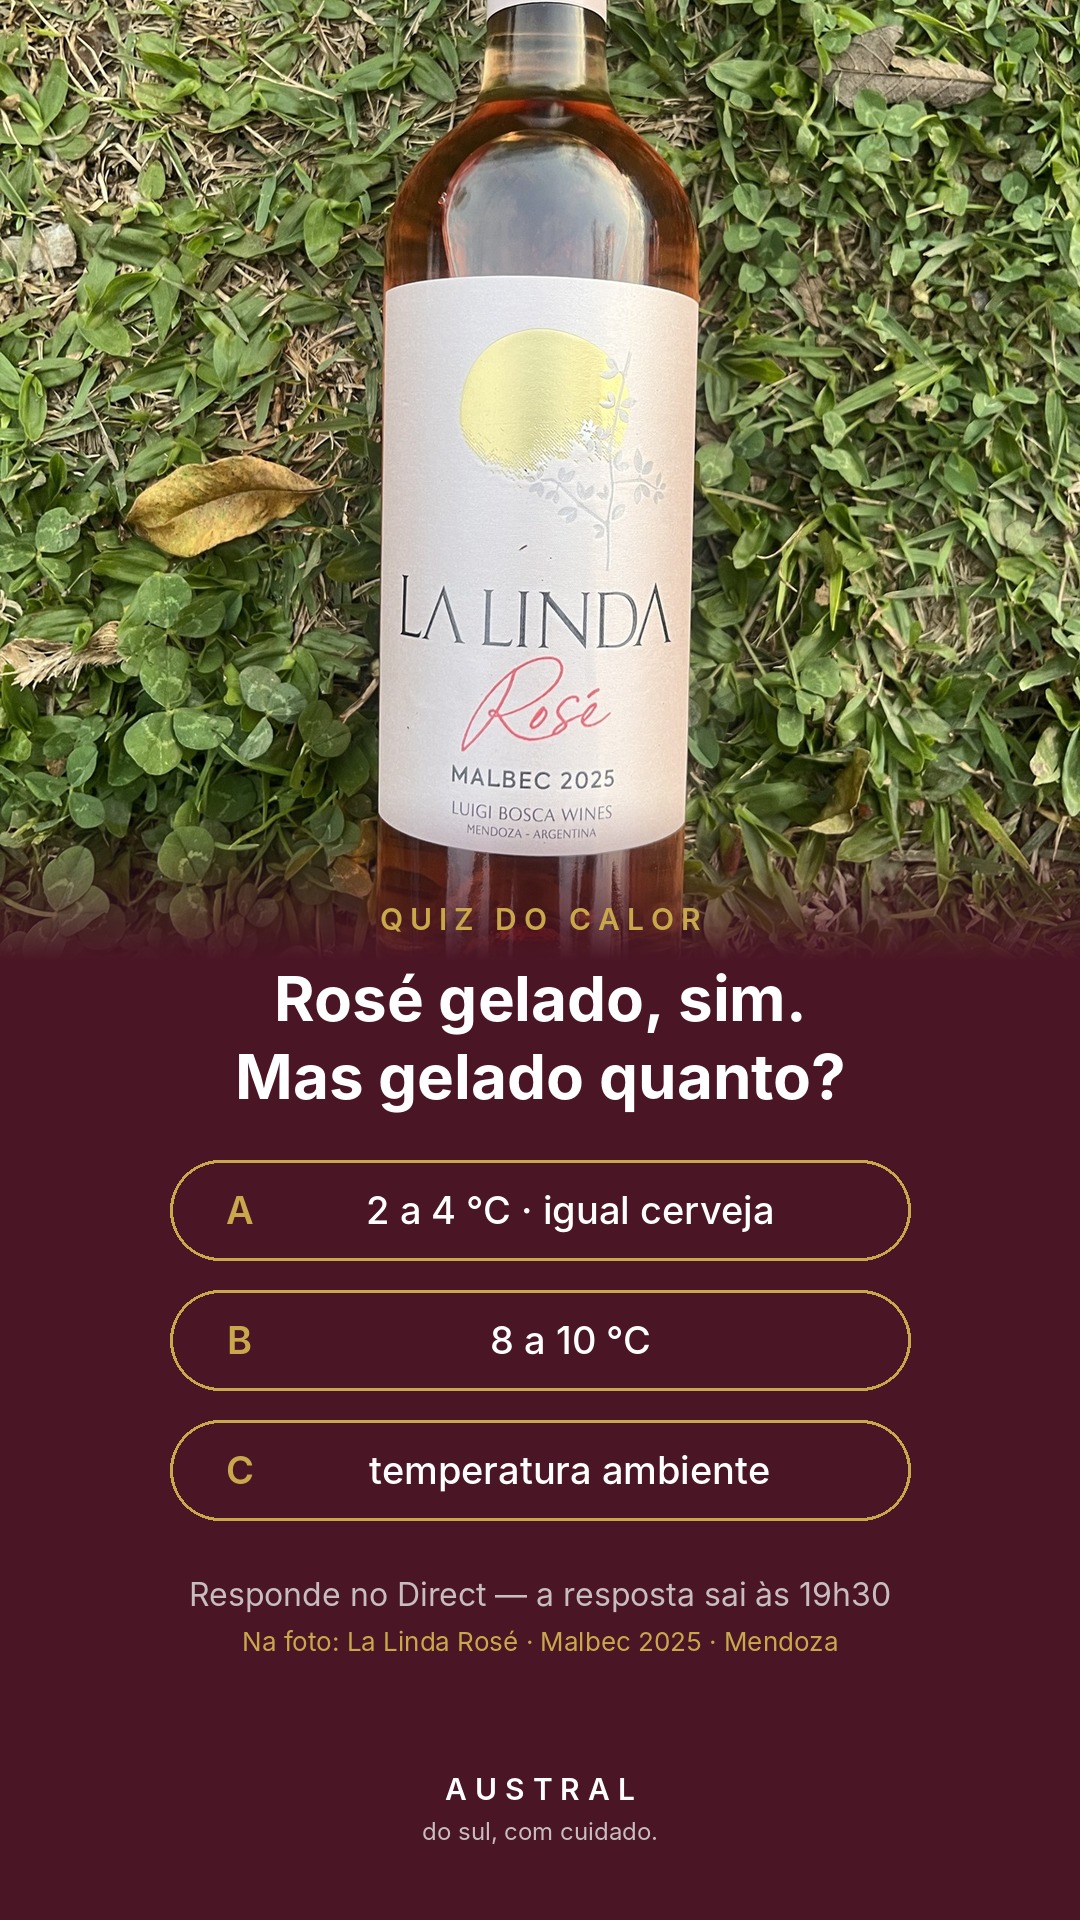 LA LINDA
Rosé
MALBEC 2025
LUIGI BOSCA WINES
MENDOZA - ARGENTINA
QUIZ DO CALOR
Rosé gelado, sim.
Mas gelado quanto?
A 2 a 4 °C · igual cerveja
B 8 a 10 °C
C temperatura ambiente
Responde no Direct — a resposta sai às 19h30
Na foto: La Linda Rosé · Malbec 2025 · Mendoza
AUSTRAL
do sul, com cuidado.